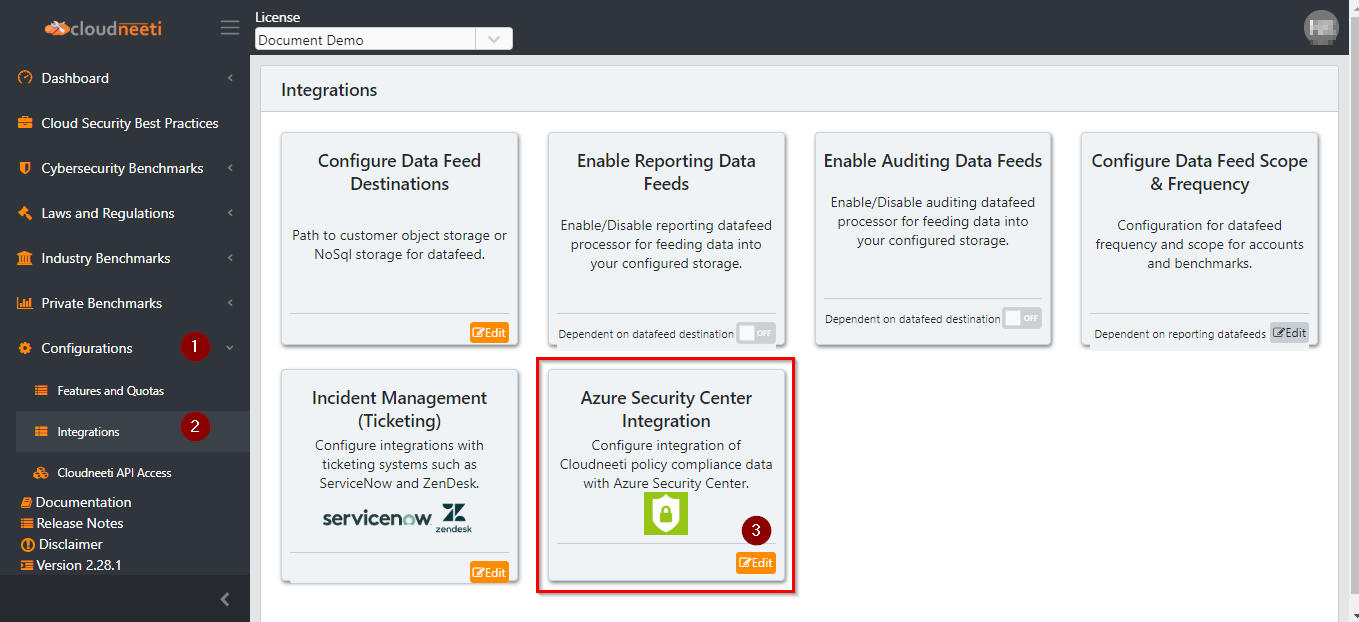 cloudneeti
License
Document Demo
Dashboard
Cloud Security Best Practices
Cybersecurity Benchmarks
Laws and Regulations
Industry Benchmarks
Private Benchmarks
Configurations
1
Features and Quotas
Integrations
2
Cloudneeti API Access
Documentation
Release Notes
Disclaimer
Version 2.28.1
Integrations
Configure Data Feed
Destinations
Path to customer object storage or
NoSql storage for datafeed.
Edit
Enable Reporting Data
Feeds
Enable/Disable reporting datafeed
processor for feeding data into
your configured storage.
Dependent on datafeed destination
OFF
Enable Auditing Data Feeds
Enable/Disable auditing datafeed
processor for feeding data into
your configured storage.
Dependent on datafeed destination
OFF
Configure Data Feed Scope
& Frequency
Configuration for datafeed
frequency and scope for accounts
and benchmarks.
Dependent on reporting datafeeds
Edit
Incident Management
(Ticketing)
Configure integrations with
ticketing systems such as
ServiceNow and ZenDesk.
servicenow
zendesk
Edit
Azure Security Center
Integration
Configure integration of
Cloudneeti policy compliance data
with Azure Security Center.
3
Edit